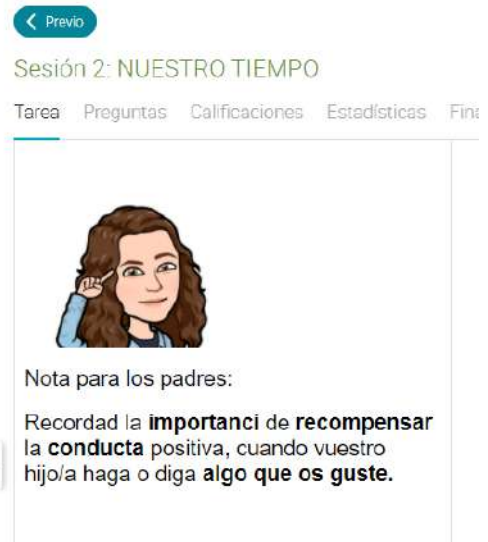 Previo
Sesión 2: NUESTRO TIEMPO
Tarea Preguntas Calificaciones Estadísticas Fina
Nota para los padres:
Recordad la importanci de recompensar
la conducta positiva, cuando vuestro
hijo/a haga o diga algo que os guste.